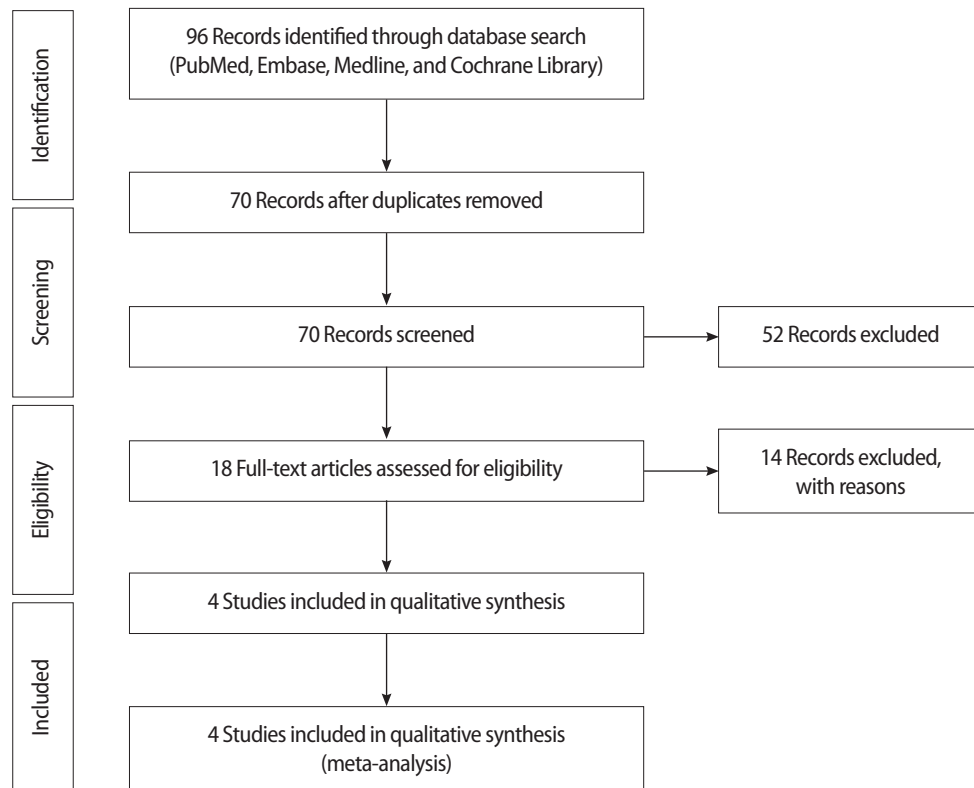 Identification
96 Records identified through database search
(PubMed, Embase, Medline, and Cochrane Library)
70 Records after duplicates removed
Screening
70 Records screened
52 Records excluded
Eligibility
18 Full-text articles assessed for eligibility
14 Records excluded,
with reasons
4 Studies included in qualitative synthesis
Included
4 Studies included in qualitative synthesis
(meta-analysis)